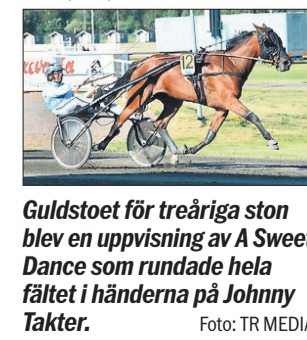 12
Guldstoet för treåriga ston
blev en uppvisning av A Sweet
Dance som rundade hela
fältet i händerna på Johnny
Takter. Foto: TR MEDIA